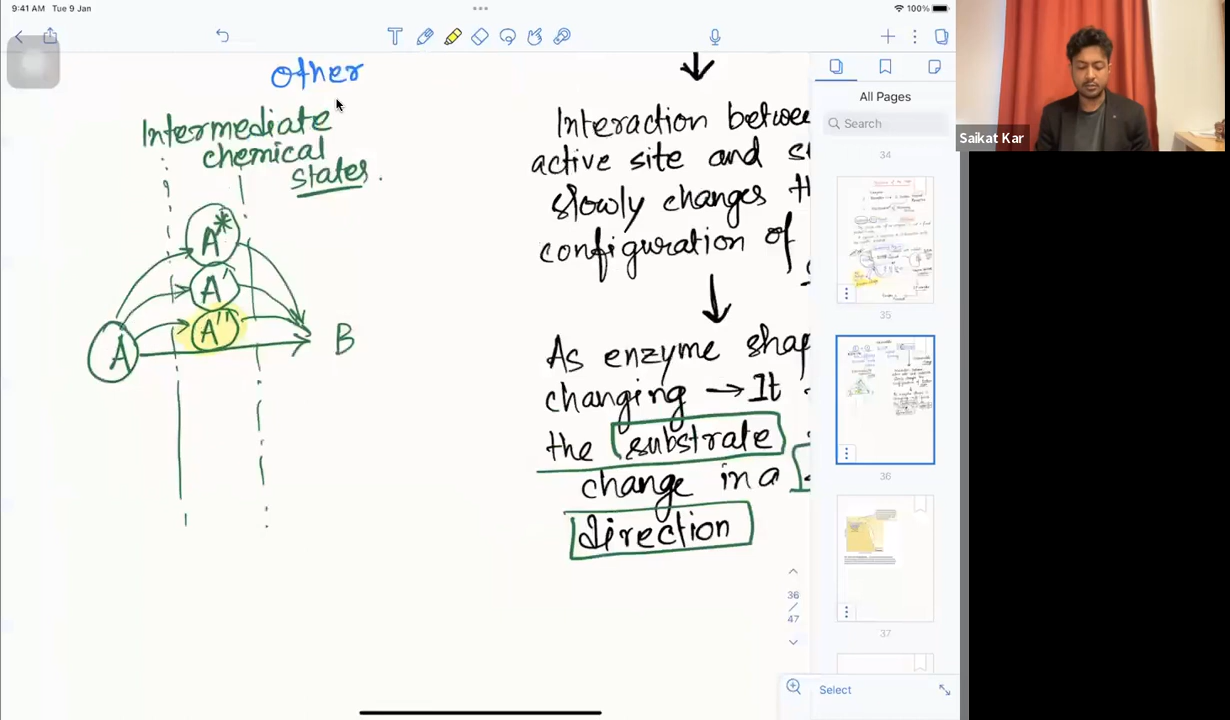 9:41 AM Tue 9 Jan
100%
Other
Intermediate
chemical
states.
A*
A'
A''
A
B
Interaction betwee
active site and
slowly changes
configuration of
As enzyme shap
changing → It
the substrate
change in a
direction
36
/
47
All Pages
Search
34
35
36
37
Select
Saikat Kar